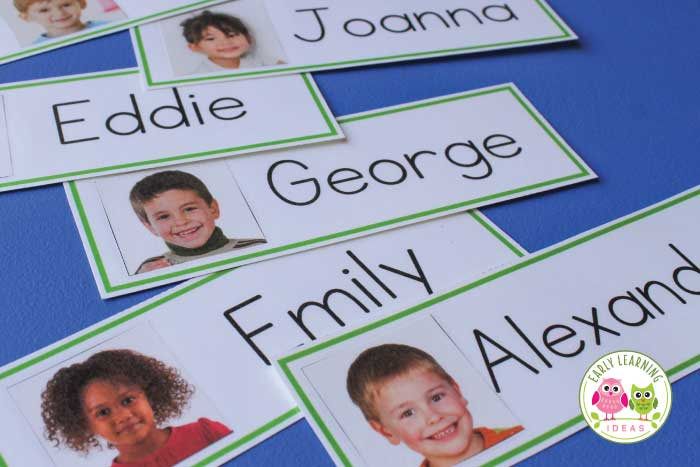 Joanna
Eddie
George
Emily
Alexand
EARLY LEARNING
IDEAS